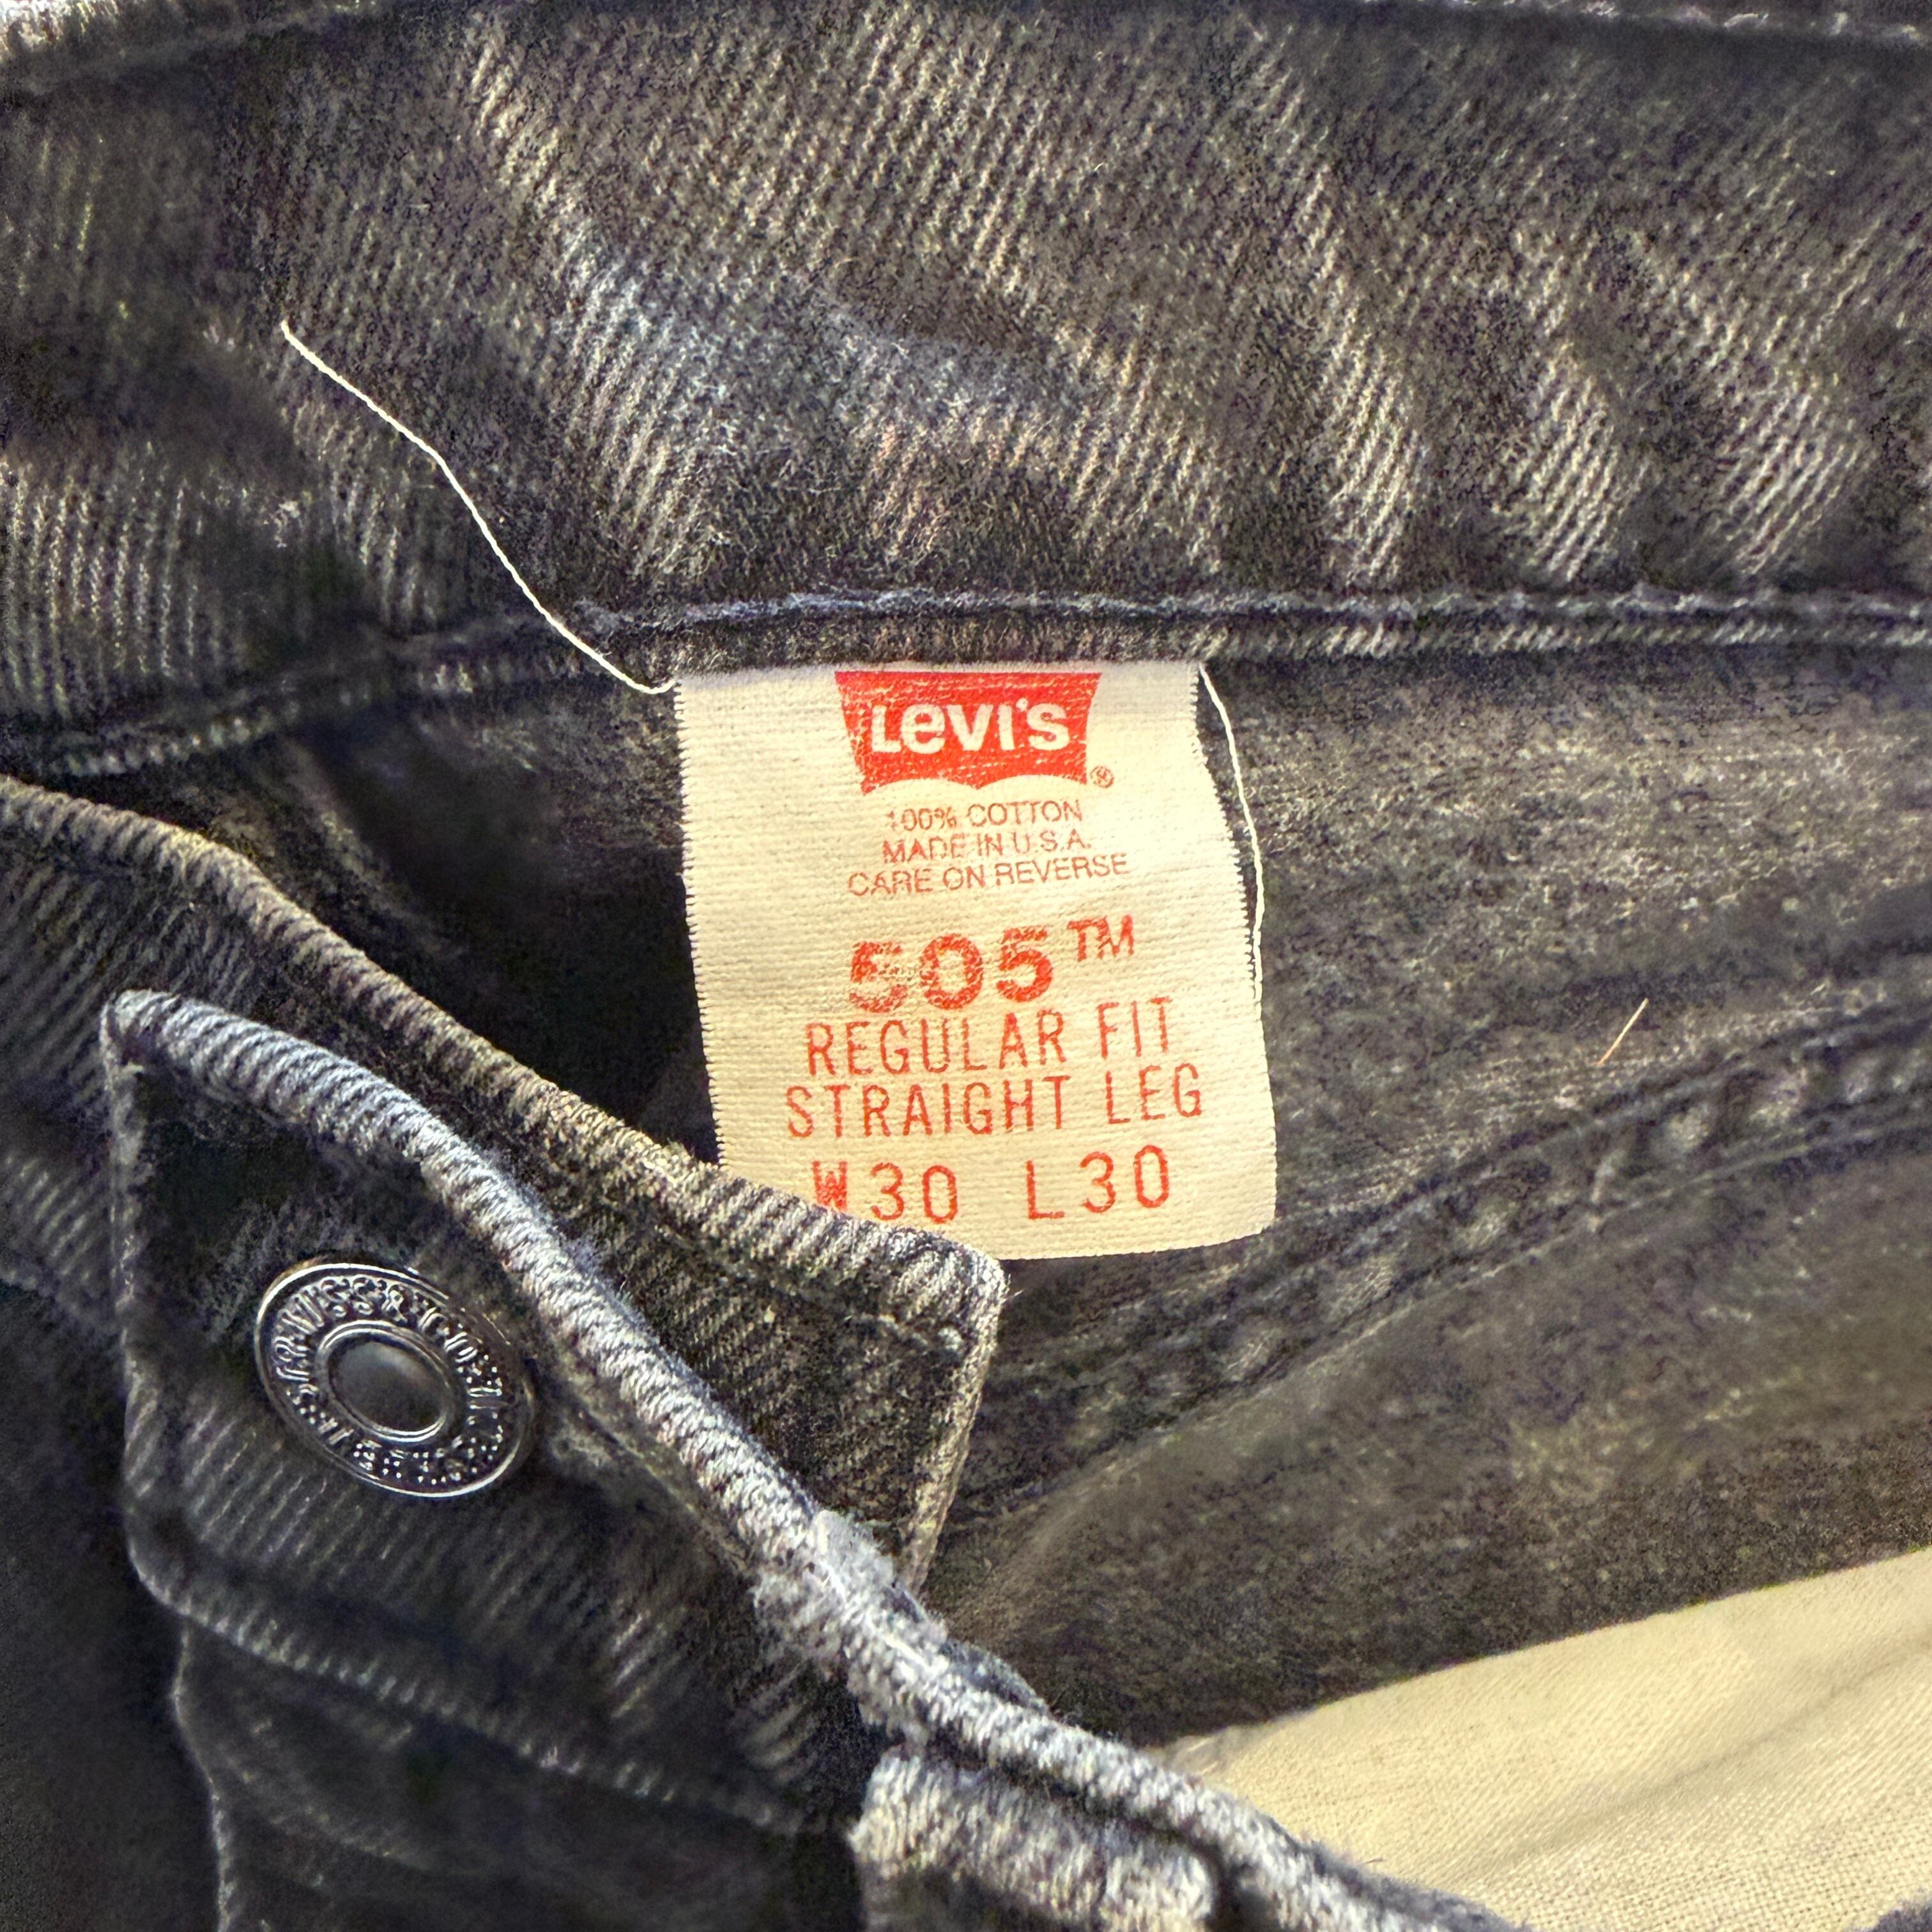 LEVI'S
®
100% COTTON
MADE IN U.S.A.
CARE ON REVERSE
505™
REGULAR FIT
STRAIGHT LEG
W30 L30